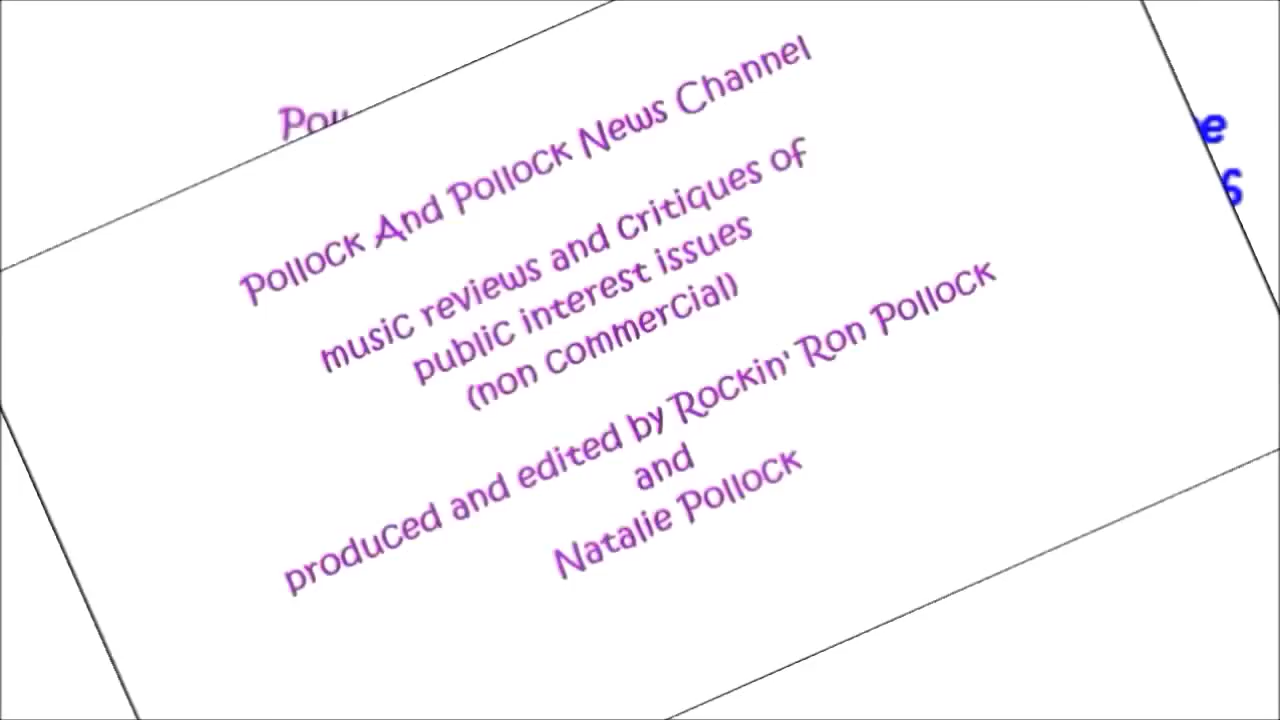 Pollock And Pollock News Channel
music reviews and critiques of
public interest issues
(non commercial)
produced and edited by Rockin' Ron Pollock
and
Natalie Pollock